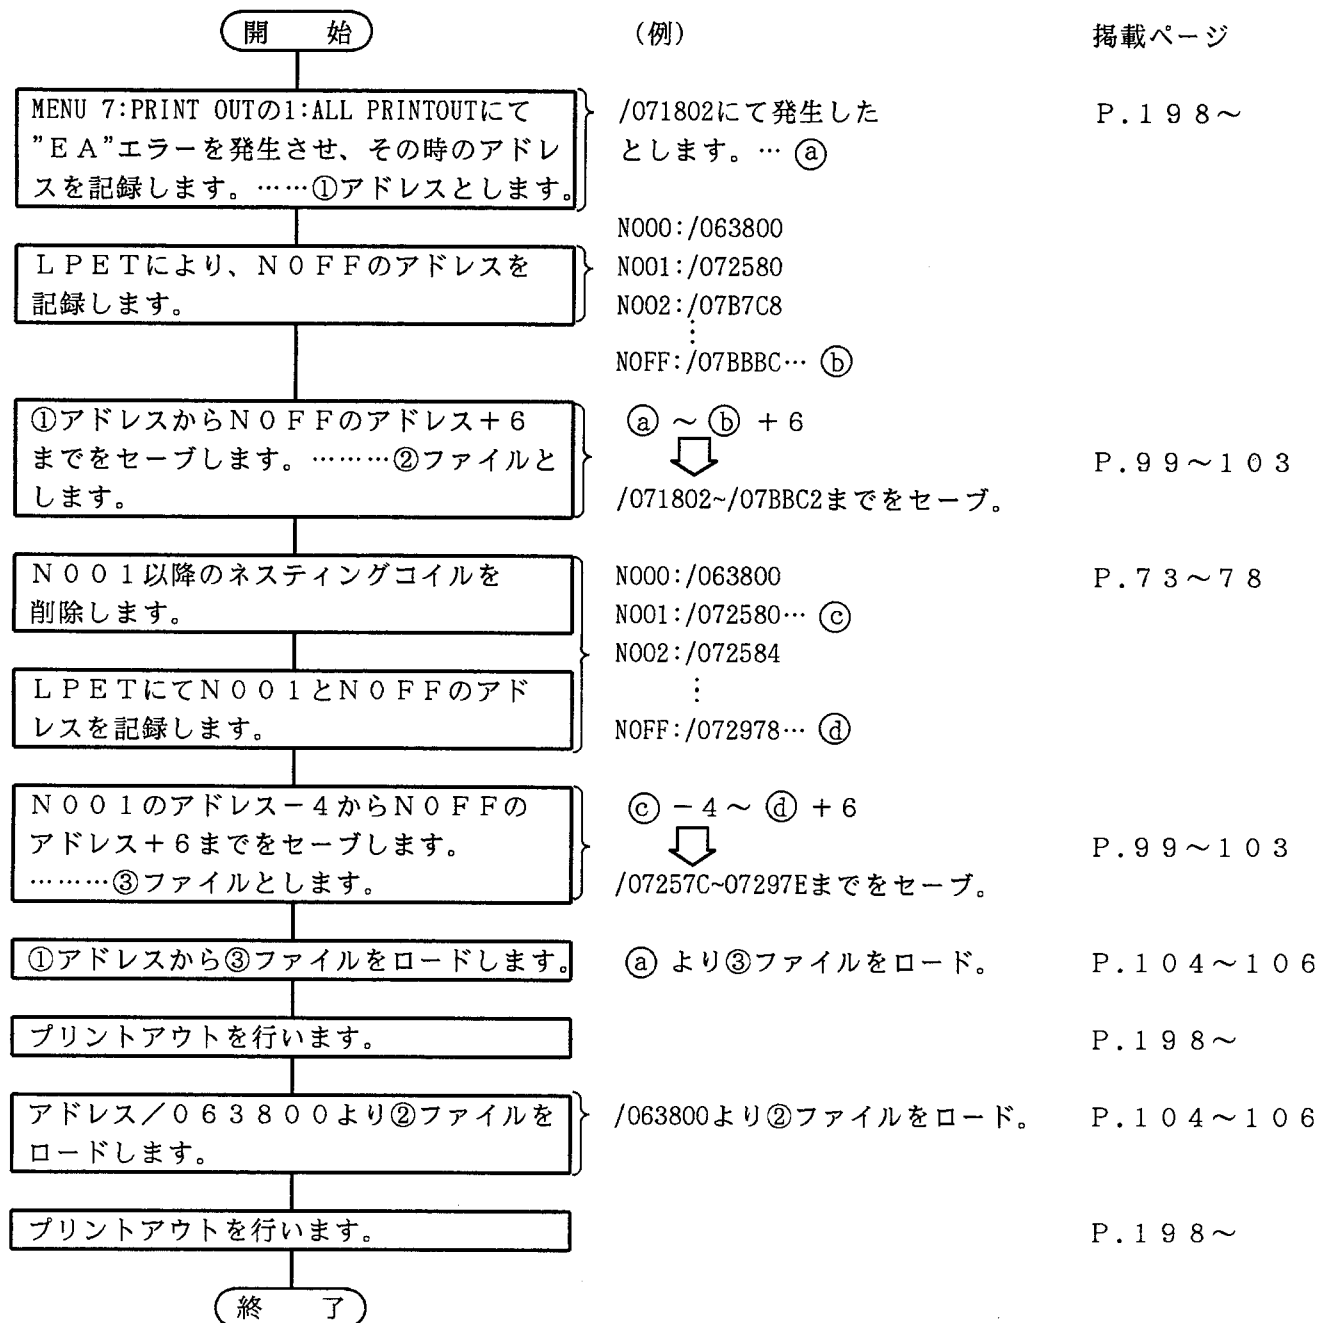 開　始
（例）
掲載ページ
MENU 7:PRINT OUTの1:ALL PRINTOUTにて
”ＥＡ”エラーを発生させ、その時のアドレ
スを記録します。……①アドレスとします。
/071802にて発生した
とします。… ⓐ
Ｐ.１９８～
ＬＰＥＴにより、Ｎ０ＦＦのアドレスを
記録します。
N000:/063800
N001:/072580
N002:/07B7C8
⋮
N0FF:/07BBBC… ⓑ
①アドレスからＮ０ＦＦのアドレス＋６
までをセーブします。………②ファイルと
します。
ⓐ ～ ⓑ ＋６
/071802~/07BBC2までをセーブ。
Ｐ.９９～１０３
Ｎ００１以降のネスティングコイルを
削除します。
ＬＰＥＴにてＮ００１とＮ０ＦＦのアド
レスを記録します。
N000:/063800
N001:/072580… ⓒ
N002:/072584
⋮
N0FF:/072978… ⓓ
Ｐ.７３～７８
Ｎ００１のアドレス－４からＮ０ＦＦの
アドレス＋６までをセーブします。
………③ファイルとします。
ⓒ －４～ ⓓ ＋６
/07257C~07297Eまでをセーブ。
Ｐ.９９～１０３
①アドレスから③ファイルをロードします。
ⓐ より③ファイルをロード。
Ｐ.１０４～１０６
プリントアウトを行います。
Ｐ.１９８～
アドレス／０６３８００より②ファイルを
ロードします。
/063800より②ファイルをロード。
Ｐ.１０４～１０６
プリントアウトを行います。
Ｐ.１９８～
終　了